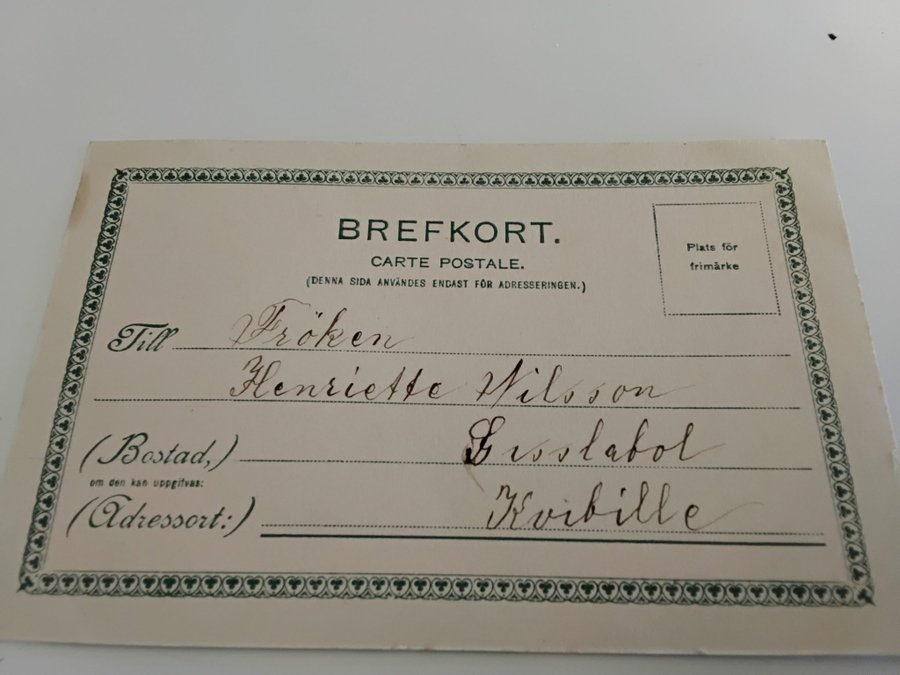 BREFKORT.
CARTE POSTALE.
(DENNA SIDA ANVÄNDES ENDAST FÖR ADRESSERINGEN.)
Plats för
frimärke
Till Fröken
Henriette Nilsson
(Bostad,) Gisslabol
om den kan uppgifvas:
(Adressort:) Kvibille